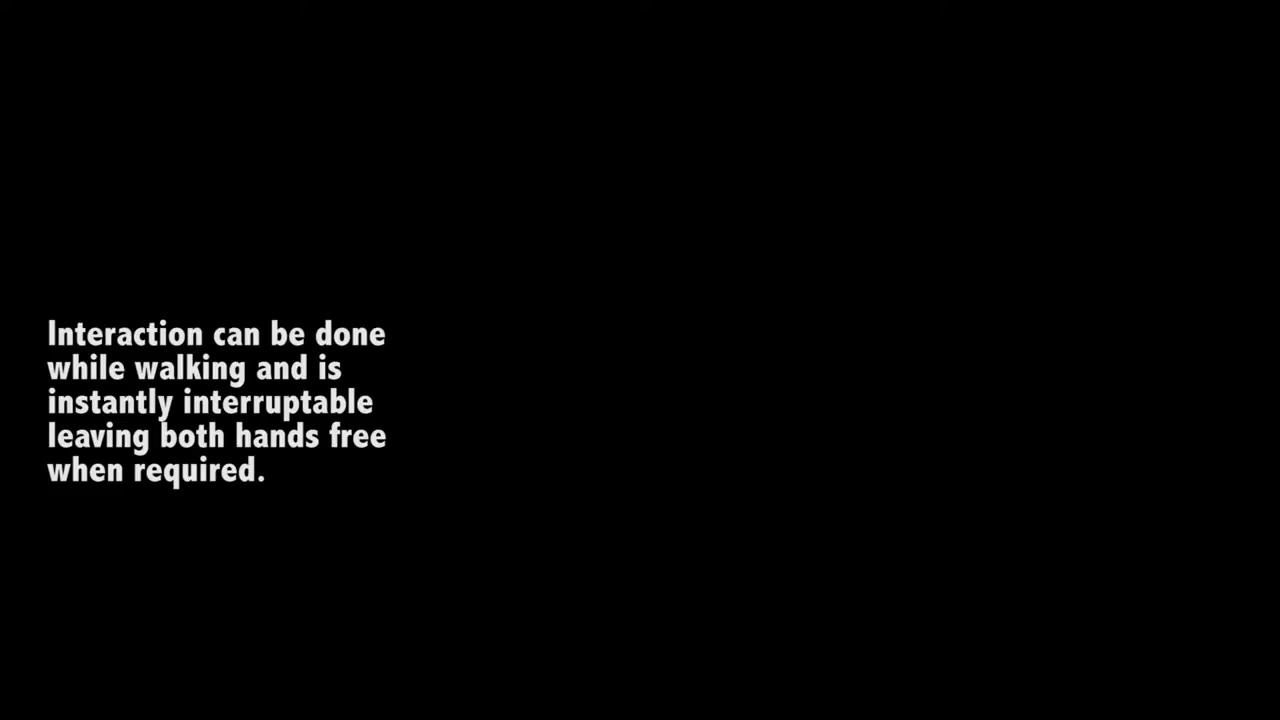 Interaction can be done
while walking and is
instantly interruptable
leaving both hands free
when required.